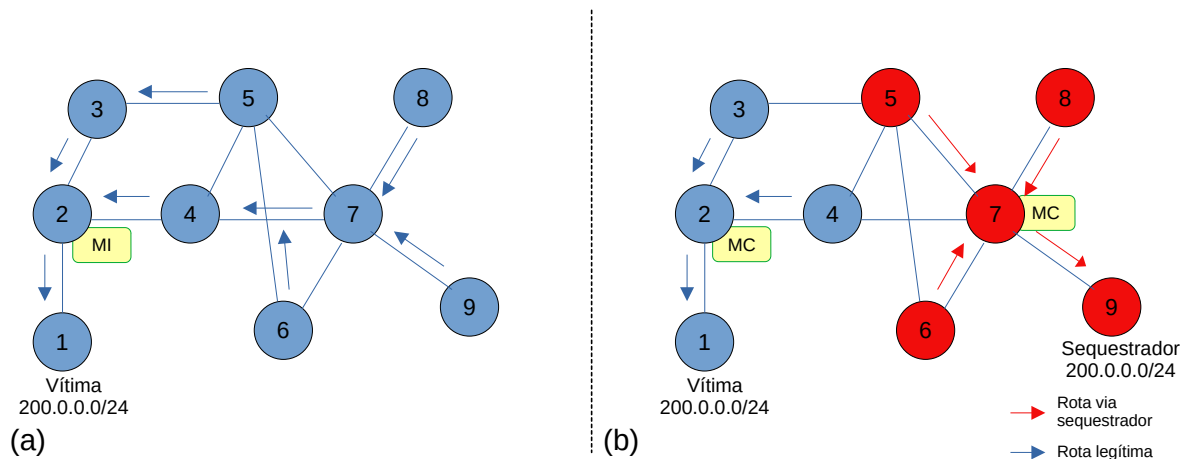 3
5
8
2
4
7
MI
6
9
1
Vítima
200.0.0.0/24
(a)
3
5
8
2
4
7
MC
MC
6
9
1
Sequestrador
200.0.0.0/24
Vítima
200.0.0.0/24
Rota via
sequestrador
Rota legítima
(b)